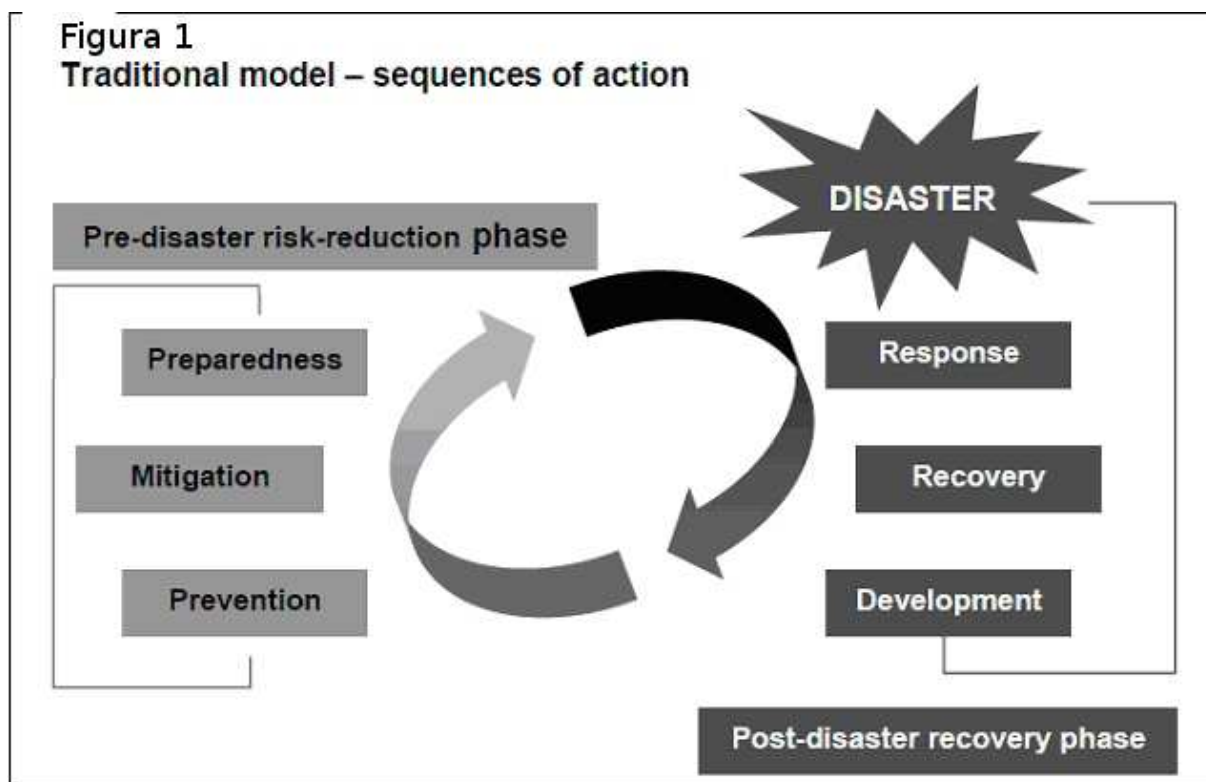 Figura 1
Traditional model – sequences of action
DISASTER
Pre-disaster risk-reduction phase
Preparedness
Mitigation
Prevention
Response
Recovery
Development
Post-disaster recovery phase